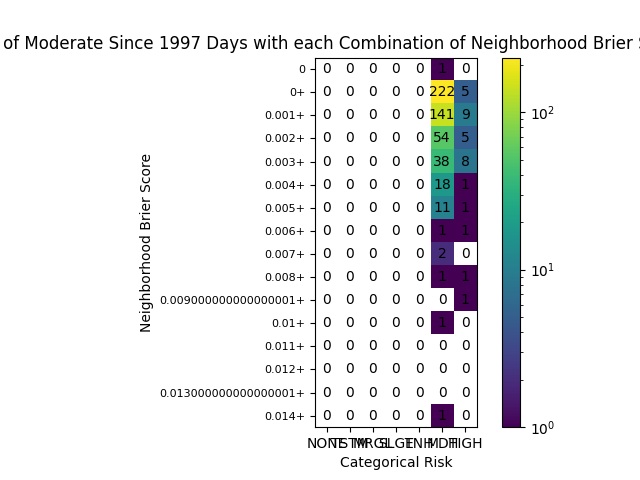 of Moderate Since 1997 Days with each Combination of Neighborhood Brier S
Neighborhood Brier Score
0 0 0 0 0 0 1 0
0+ 0 0 0 0 0 222 5
0.001+ 0 0 0 0 0 141 9
0.002+ 0 0 0 0 0 54 5
0.003+ 0 0 0 0 0 38 8
0.004+ 0 0 0 0 0 18 1
0.005+ 0 0 0 0 0 11 1
0.006+ 0 0 0 0 0 1 1
0.007+ 0 0 0 0 0 2 0
0.008+ 0 0 0 0 0 1 1
0.009000000000000001+ 0 0 0 0 0 0 1
0.01+ 0 0 0 0 0 1 0
0.011+ 0 0 0 0 0 0 0
0.012+ 0 0 0 0 0 0 0
0.013000000000000001+ 0 0 0 0 0 0 0
0.014+ 0 0 0 0 0 1 0
NONE TSTM MRGL SLGT ENH MDT HIGH
Categorical Risk
10²
10¹
10⁰